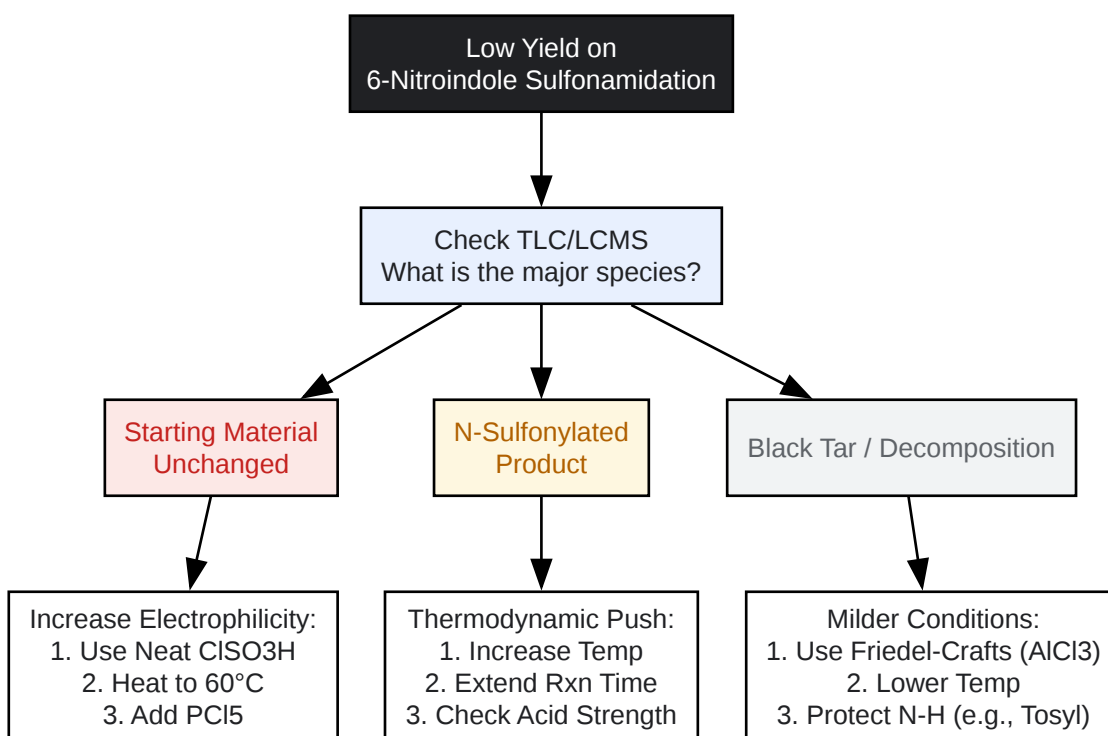 Low Yield on
6-Nitroindole Sulfonamidation
Check TLC/LCMS
What is the major species?
Starting Material
Unchanged
N-Sulfonylated
Product
Black Tar / Decomposition
Increase Electrophilicity:
1. Use Neat ClSO3H
2. Heat to 60°C
3. Add PCl5
Thermodynamic Push:
1. Increase Temp
2. Extend Rxn Time
3. Check Acid Strength
Milder Conditions:
1. Use Friedel-Crafts (AlCl3)
2. Lower Temp
3. Protect N-H (e.g., Tosyl)